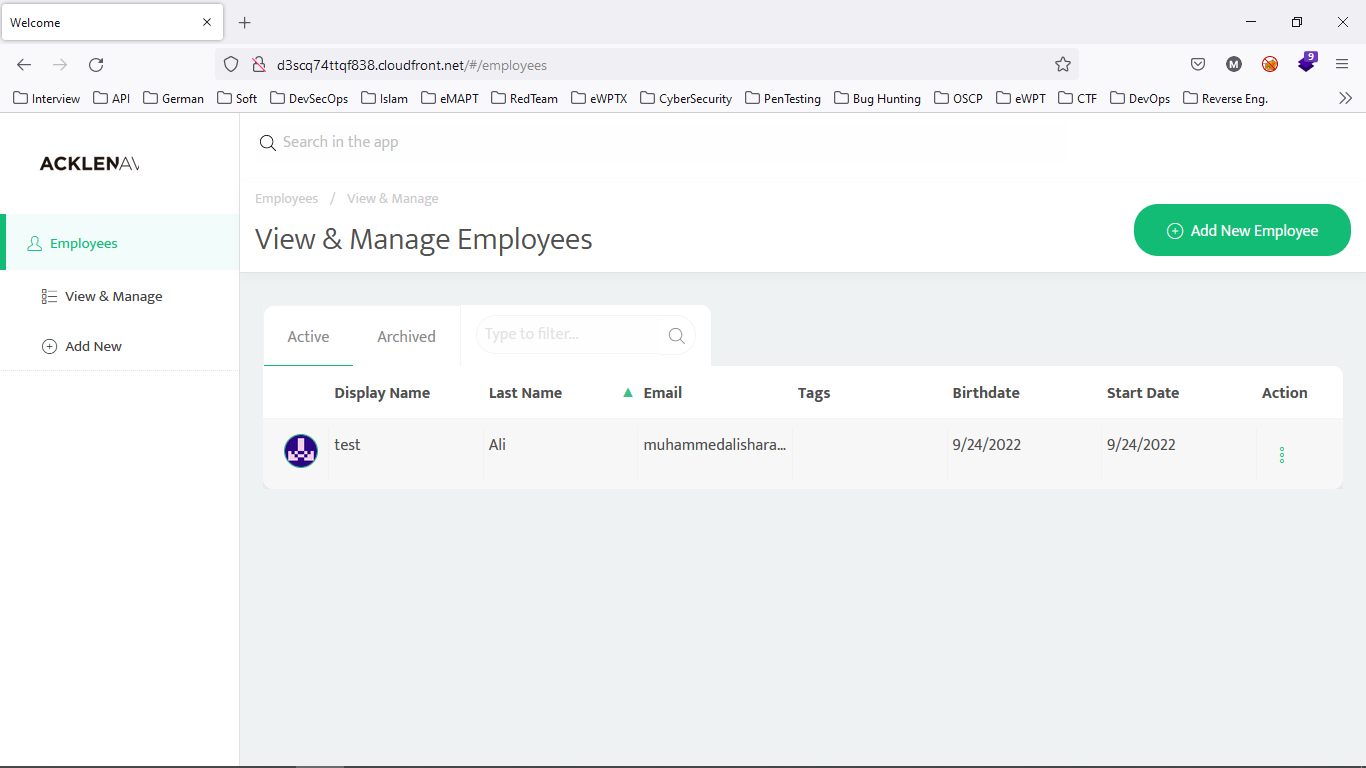 Welcome
d3scq74ttqf838.cloudfront.net/#/employees
M
9
Interview API German Soft DevSecOps Islam eMAPT RedTeam eWPTX CyberSecurity PenTesting Bug Hunting OSCP eWPT CTF DevOps Reverse Eng.
ACKLENAV
Search in the app
Employees / View & Manage
View & Manage Employees
Add New Employee
Employees
View & Manage
Add New
Active Archived Type to filter...
Display Name Last Name Email Tags Birthdate Start Date Action
test Ali muhammedalishara... 9/24/2022 9/24/2022